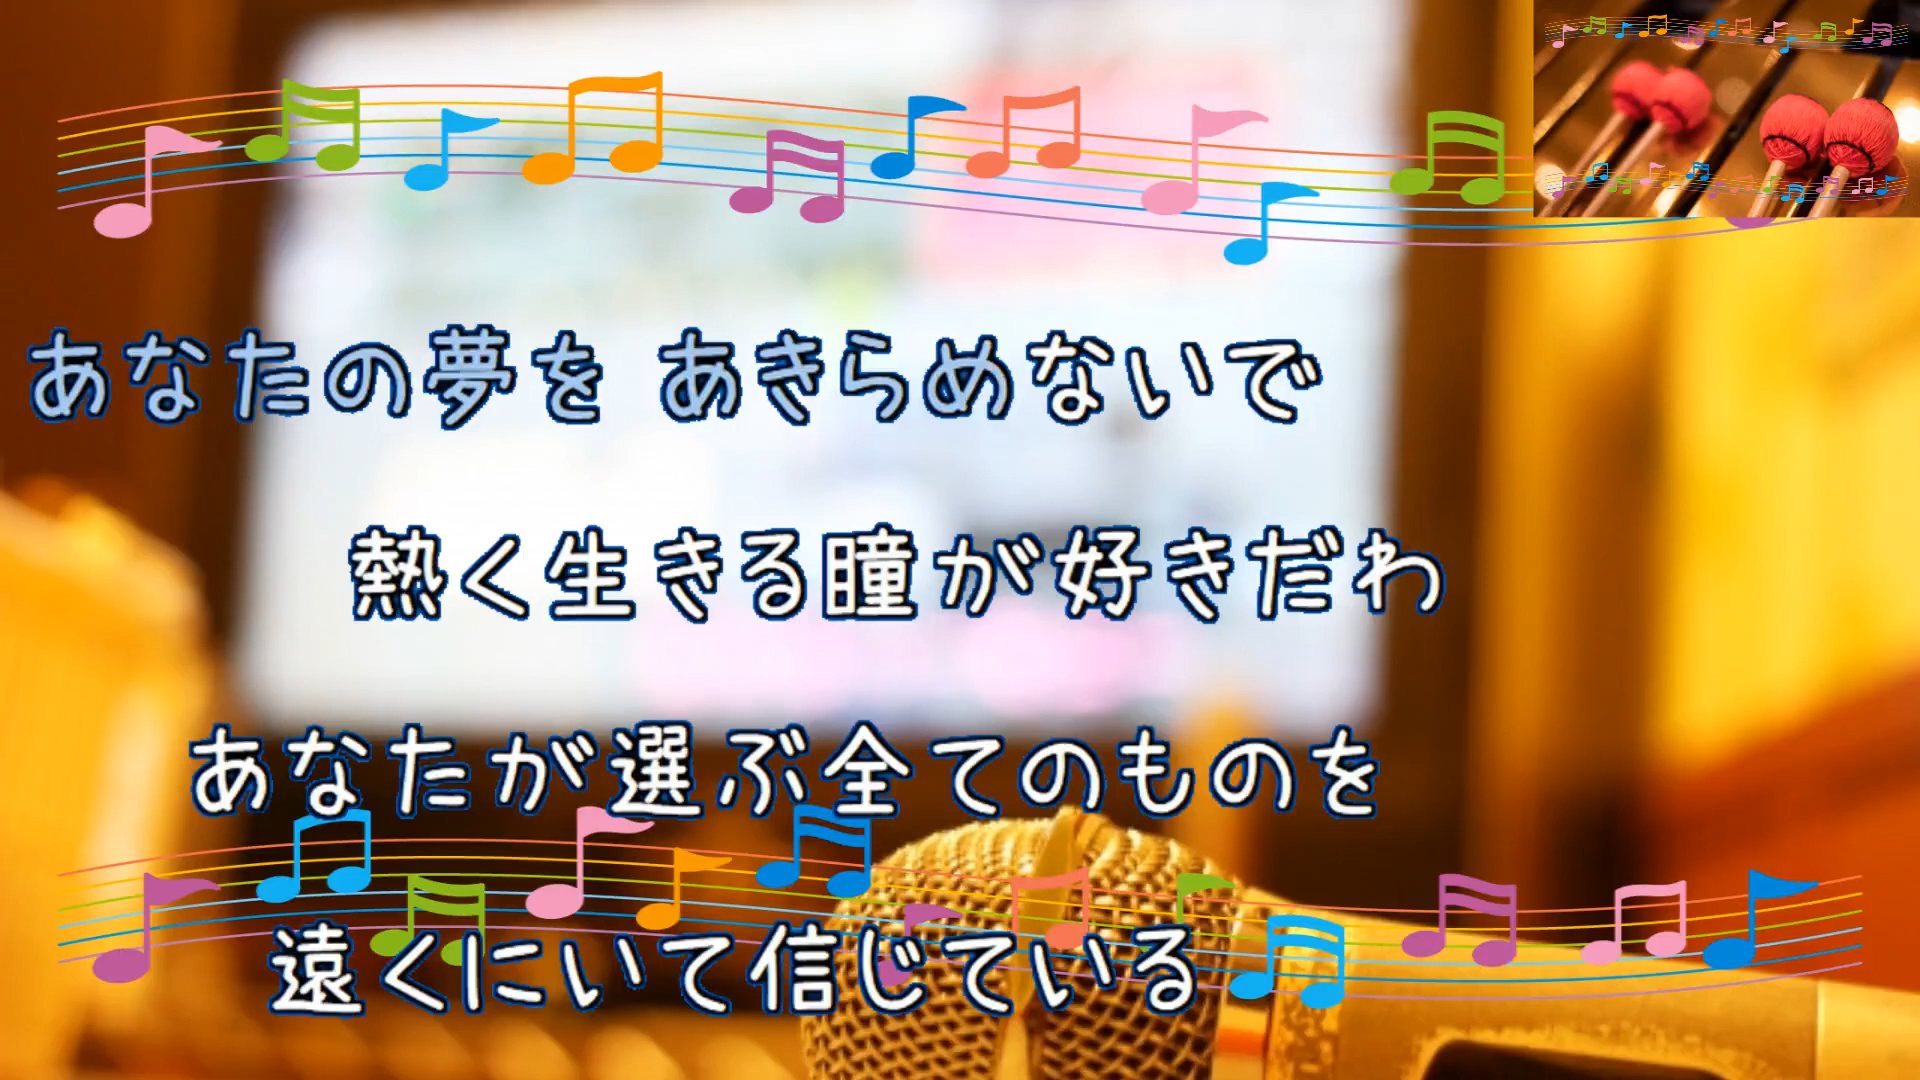 あなたの夢を あきらめないで
熱く生きる瞳が好きだわ
あなたが選ぶ全てのものを
遠くにいて信じている